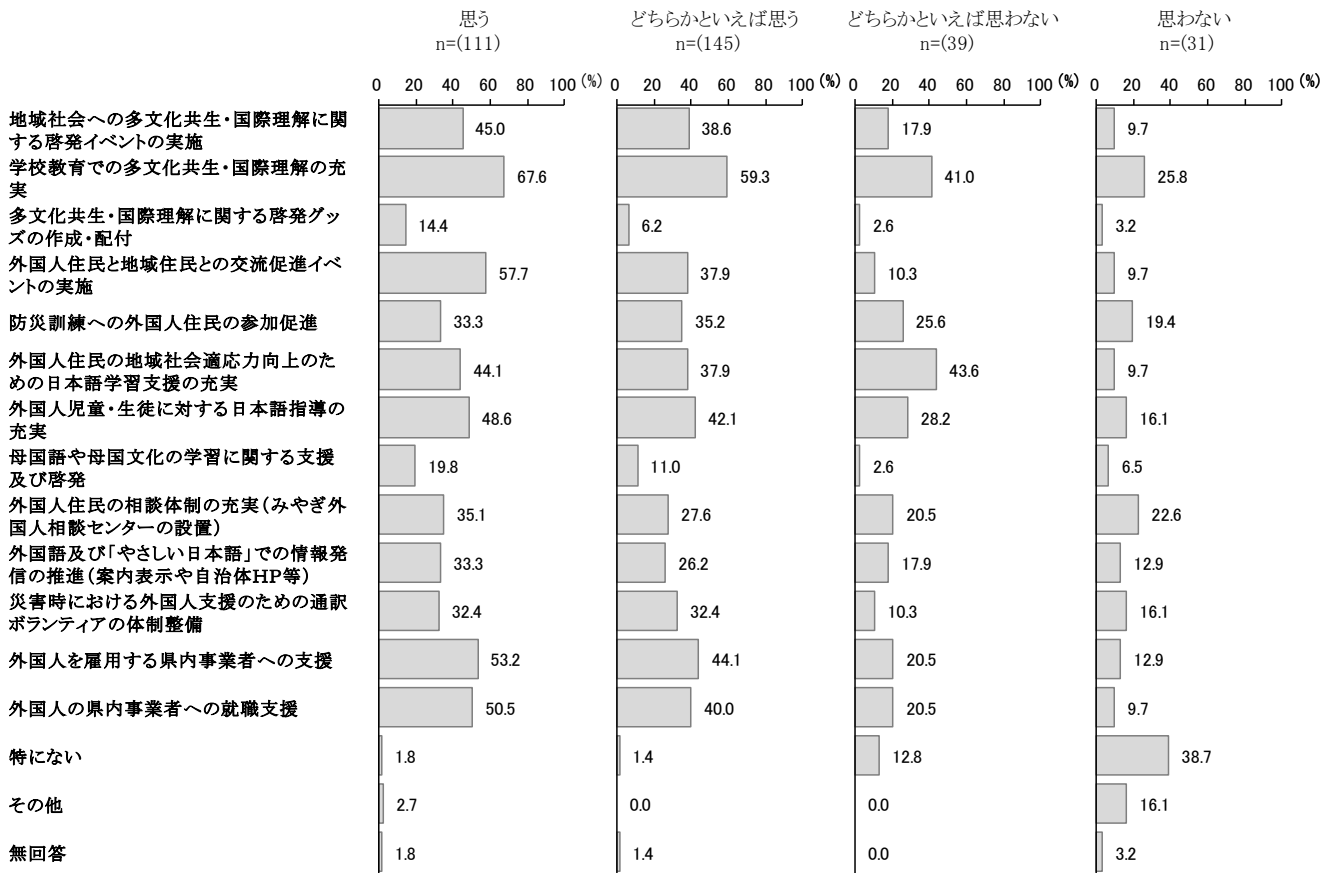 思う どちらかといえば思う どちらかといえば思わない 思わない
n=(111) n=(145) n=(39) n=(31)
0 20 40 60 80 100 (%) 0 20 40 60 80 100 (%) 0 20 40 60 80 100 (%) 0 20 40 60 80 100 (%)
地域社会への多文化共生・国際理解に関
する啓発イベントの実施
45.0 38.6 17.9 9.7
学校教育での多文化共生・国際理解の充
実
67.6 59.3 41.0 25.8
多文化共生・国際理解に関する啓発グッ
ズの作成・配付
14.4 6.2 2.6 3.2
外国人住民と地域住民との交流促進イベ
ントの実施
57.7 37.9 10.3 9.7
防災訓練への外国人住民の参加促進
33.3 35.2 25.6 19.4
外国人住民の地域社会適応力向上のた
めの日本語学習支援の充実
44.1 37.9 43.6 9.7
外国人児童・生徒に対する日本語指導の
充実
48.6 42.1 28.2 16.1
母国語や母国文化の学習に関する支援
及び啓発
19.8 11.0 2.6 6.5
外国人住民の相談体制の充実(みやぎ外
国人相談センターの設置)
35.1 27.6 20.5 22.6
外国語及び「やさしい日本語」での情報発
信の推進(案内表示や自治体HP等)
33.3 26.2 17.9 12.9
災害時における外国人支援のための通訳
ボランティアの体制整備
32.4 32.4 10.3 16.1
外国人を雇用する県内事業者への支援
53.2 44.1 20.5 12.9
外国人の県内事業者への就職支援
50.5 40.0 20.5 9.7
特にない
1.8 1.4 12.8 38.7
その他
2.7 0.0 0.0 16.1
無回答
1.8 1.4 0.0 3.2